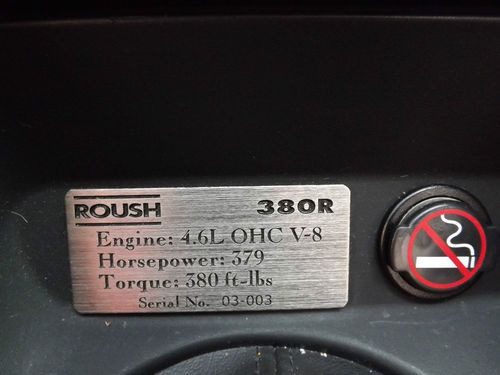 ROUSH 380R
Engine: 4.6L OHC V-8
Horsepower: 379
Torque: 380 ft-lbs
Serial No. 03-003